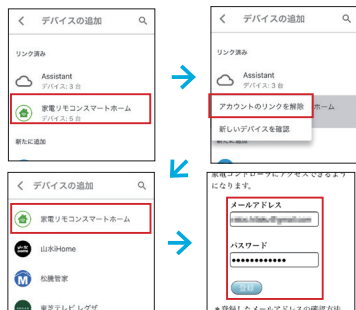 デバイスの追加
リンク済み
Assistant
デバイス: 3 台
家電リモコンスマートホーム
デバイス: 5 台
新たに追加
デバイスの追加
リンク済み
Assistant
デバイス: 3 台
アカウントのリンクを解除
ホーム
新しいデバイスを確認
新たに追加
デバイスの追加
家電リモコンスマートホーム
山水iHome
松機管家
東芝テレビ レグザ
家電コントローラにアクセスできるよう
になります。
メールアドレス
パスワード
登録
*登録したメールアドレスの確認方法